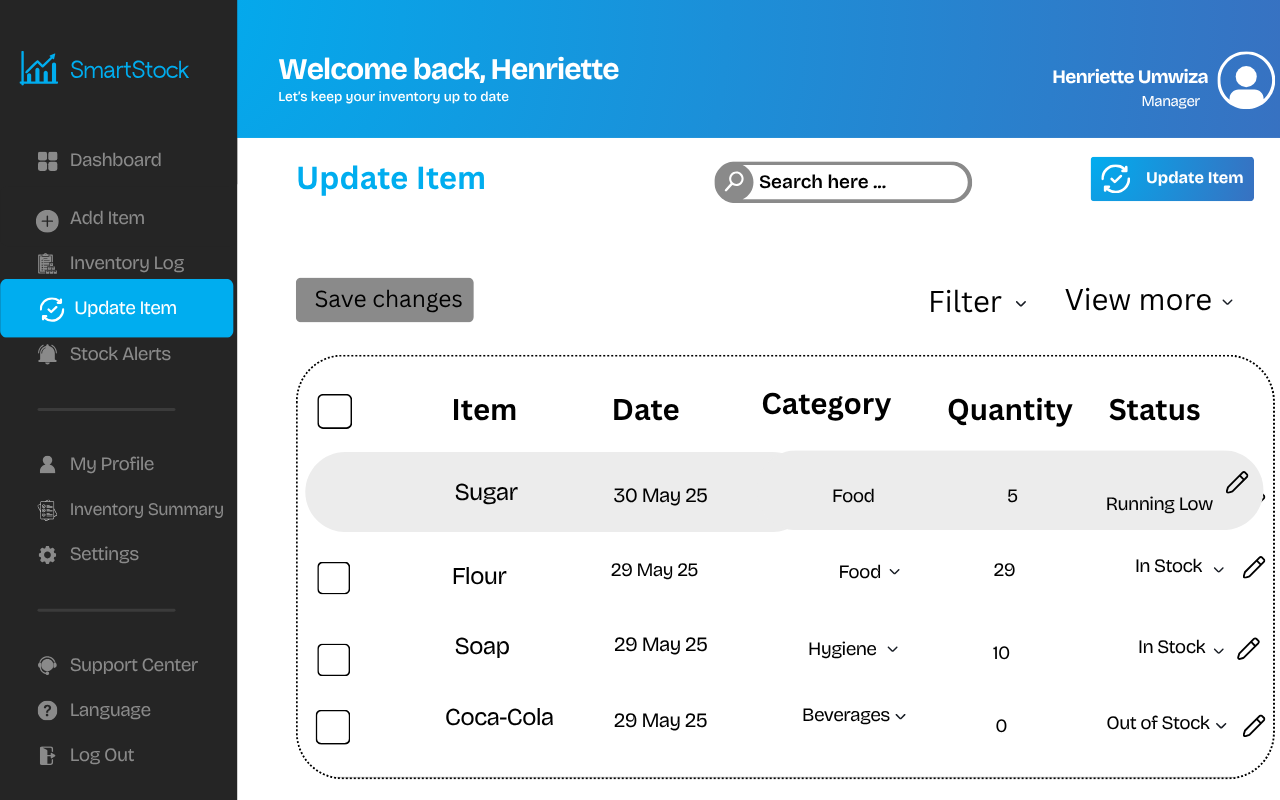 SmartStock
Dashboard
Add Item
Inventory Log
Update Item
Stock Alerts
My Profile
Inventory Summary
Settings
Support Center
Language
Log Out
Welcome back, Henriette
Let's keep your inventory up to date
Henriette Umwiza
Manager
Update Item
Search here ...
Update Item
Save changes
Filter
View more
Item Date Category Quantity Status
Sugar 30 May 25 Food 5 Running Low
Flour 29 May 25 Food 29 In Stock
Soap 29 May 25 Hygiene 10 In Stock
Coca-Cola 29 May 25 Beverages 0 Out of Stock